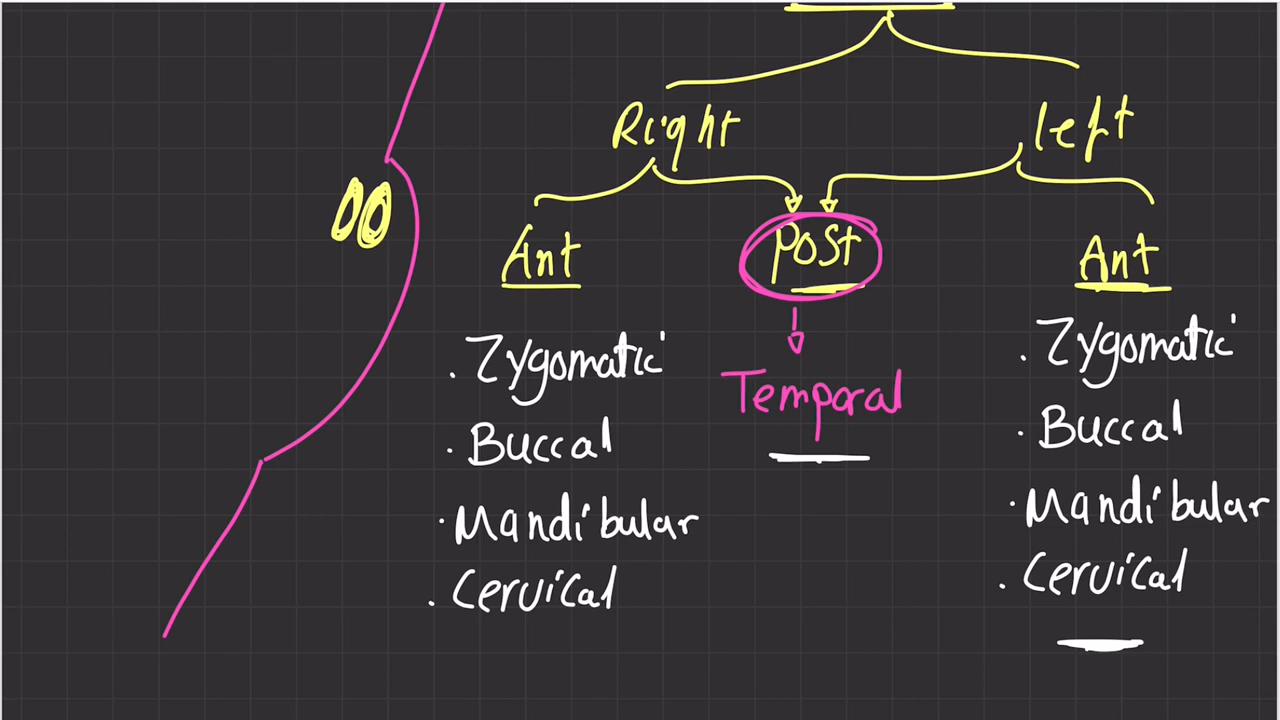 Right
left
Ant
Post
Ant
Temporal
. Zygomatic
. Buccal
. Mandibular
. Cervical
. Zygomatic
. Buccal
. Mandibular
. Cervical